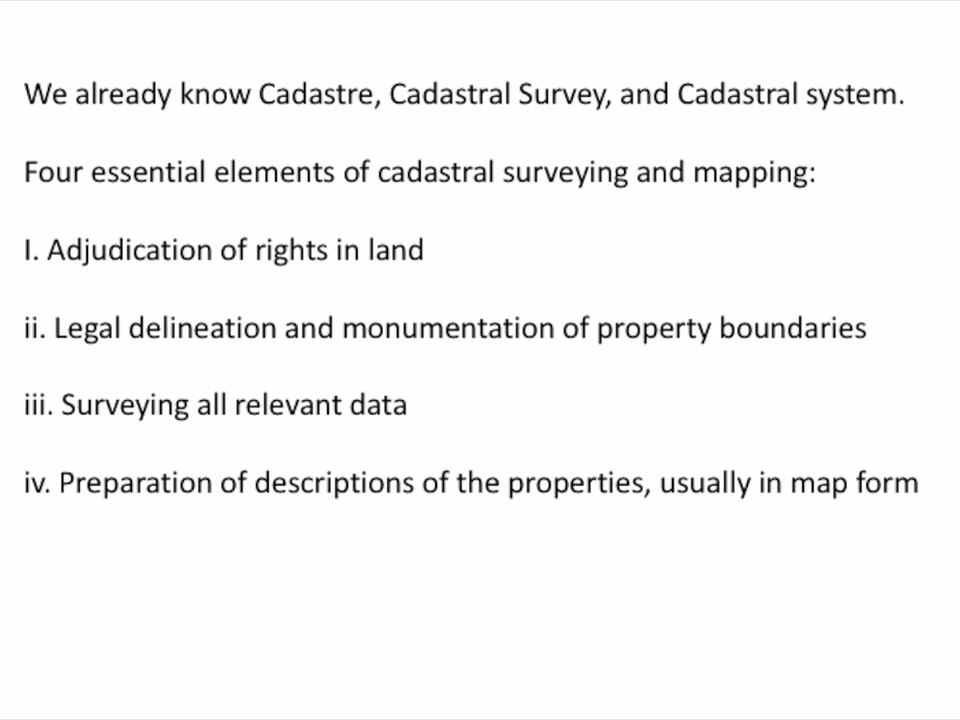 We already know Cadastre, Cadastral Survey, and Cadastral system.
Four essential elements of cadastral surveying and mapping:
I. Adjudication of rights in land
ii. Legal delineation and monumentation of property boundaries
iii. Surveying all relevant data
iv. Preparation of descriptions of the properties, usually in map form